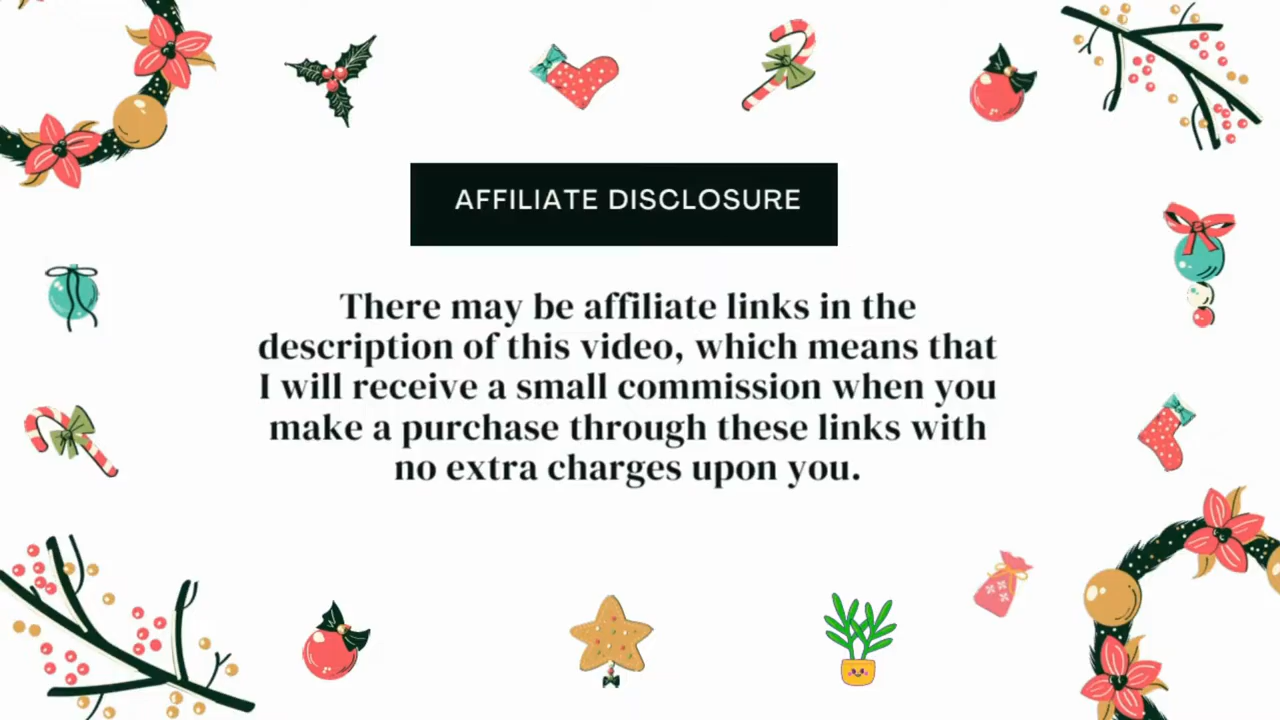 AFFILIATE DISCLOSURE
There may be affiliate links in the
description of this video, which means that
I will receive a small commission when you
make a purchase through these links with
no extra charges upon you.